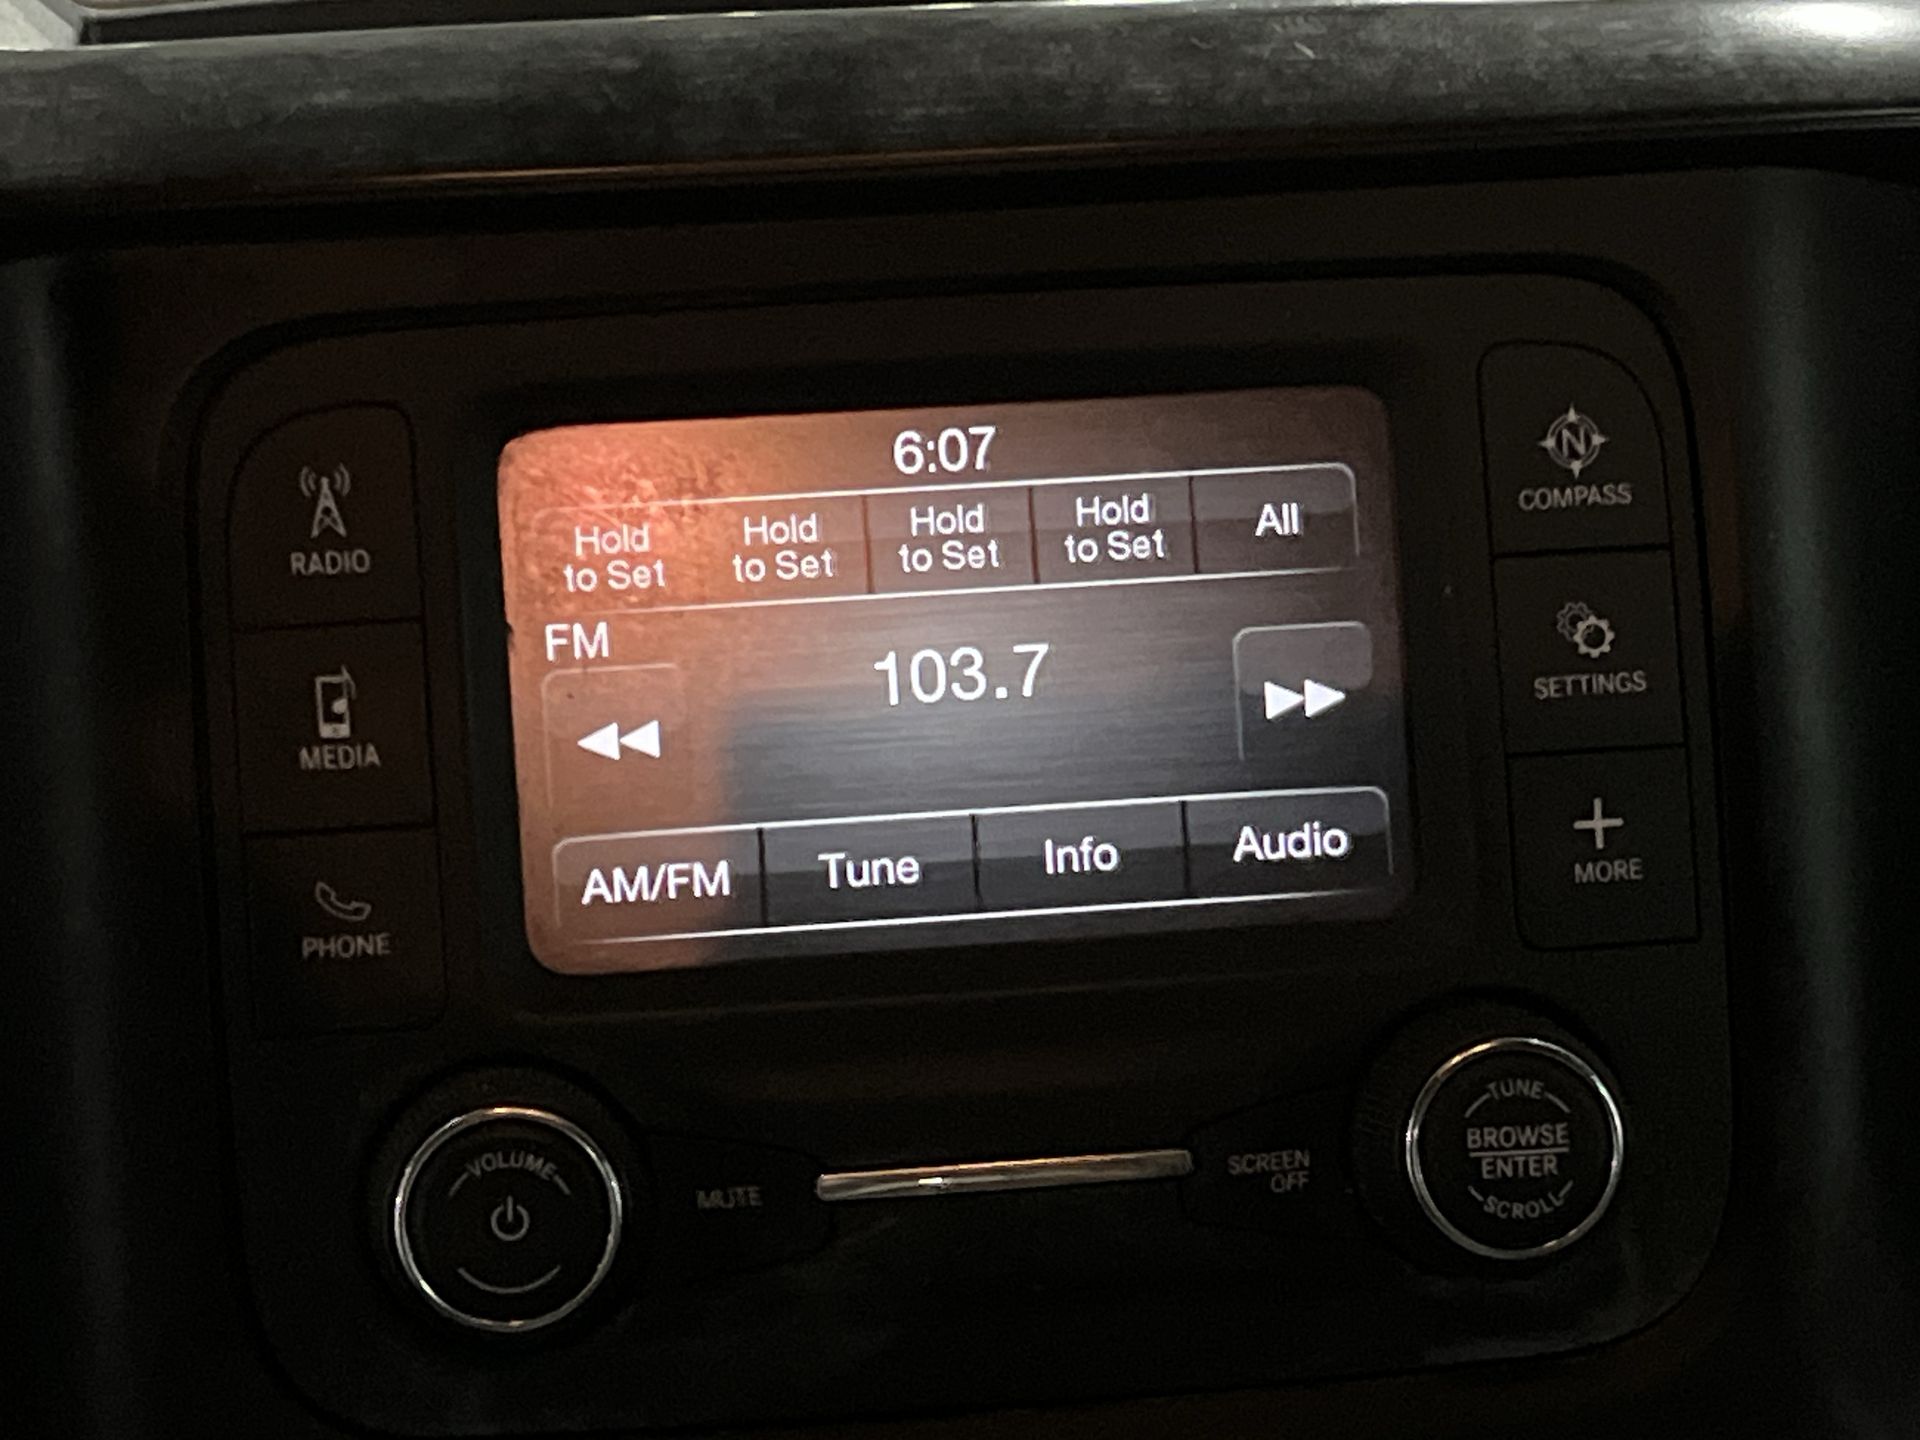 6:07
Hold
to Set
Hold
to Set
Hold
to Set
Hold
to Set
All
FM
103.7
AM/FM
Tune
Info
Audio
RADIO
MEDIA
PHONE
N
COMPASS
SETTINGS
MORE
VOLUME
MUTE
SCREEN
OFF
TUNE
BROWSE
ENTER
SCROLL